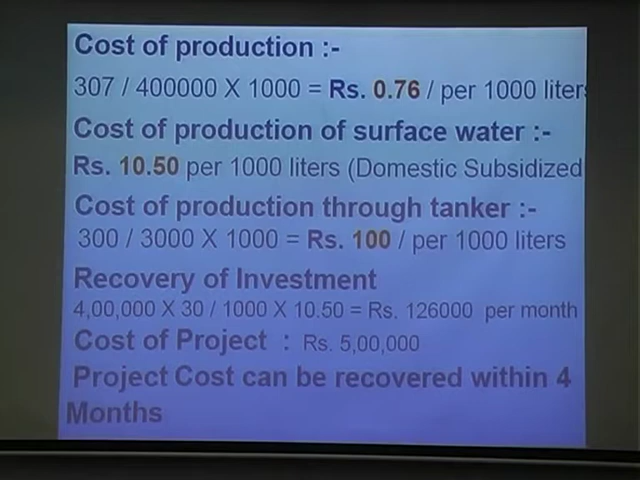 Cost of production :-
307 / 400000 X 1000 = Rs. 0.76 / per 1000 liters
Cost of production of surface water :-
Rs. 10.50 per 1000 liters (Domestic Subsidized
Cost of production through tanker :-
300 / 3000 X 1000 = Rs. 100 / per 1000 liters
Recovery of Investment
4,00,000 X 30 / 1000 X 10.50 = Rs. 126000 per month
Cost of Project : Rs. 5,00,000
Project Cost can be recovered within 4
Months